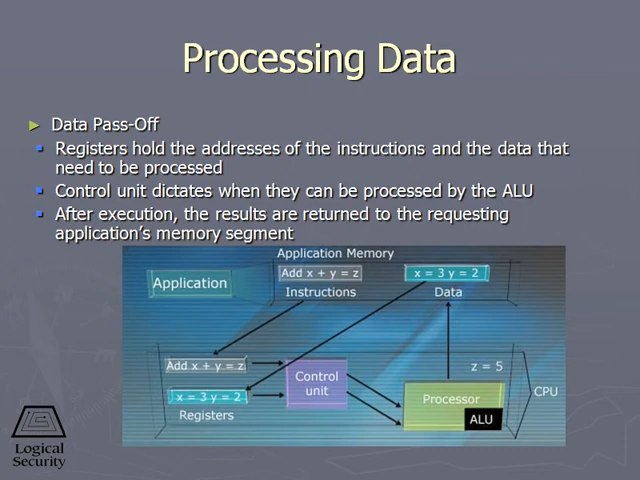 Processing Data
► Data Pass-Off
▪ Registers hold the addresses of the instructions and the data that
need to be processed
▪ Control unit dictates when they can be processed by the ALU
▪ After execution, the results are returned to the requesting
application's memory segment
Application Memory
Application
Add x + y = z
x = 3 y = 2
Instructions
Data
Add x + y = z
x = 3 y = 2
Registers
Control
unit
z = 5
Processor
ALU
CPU
Logical
Security